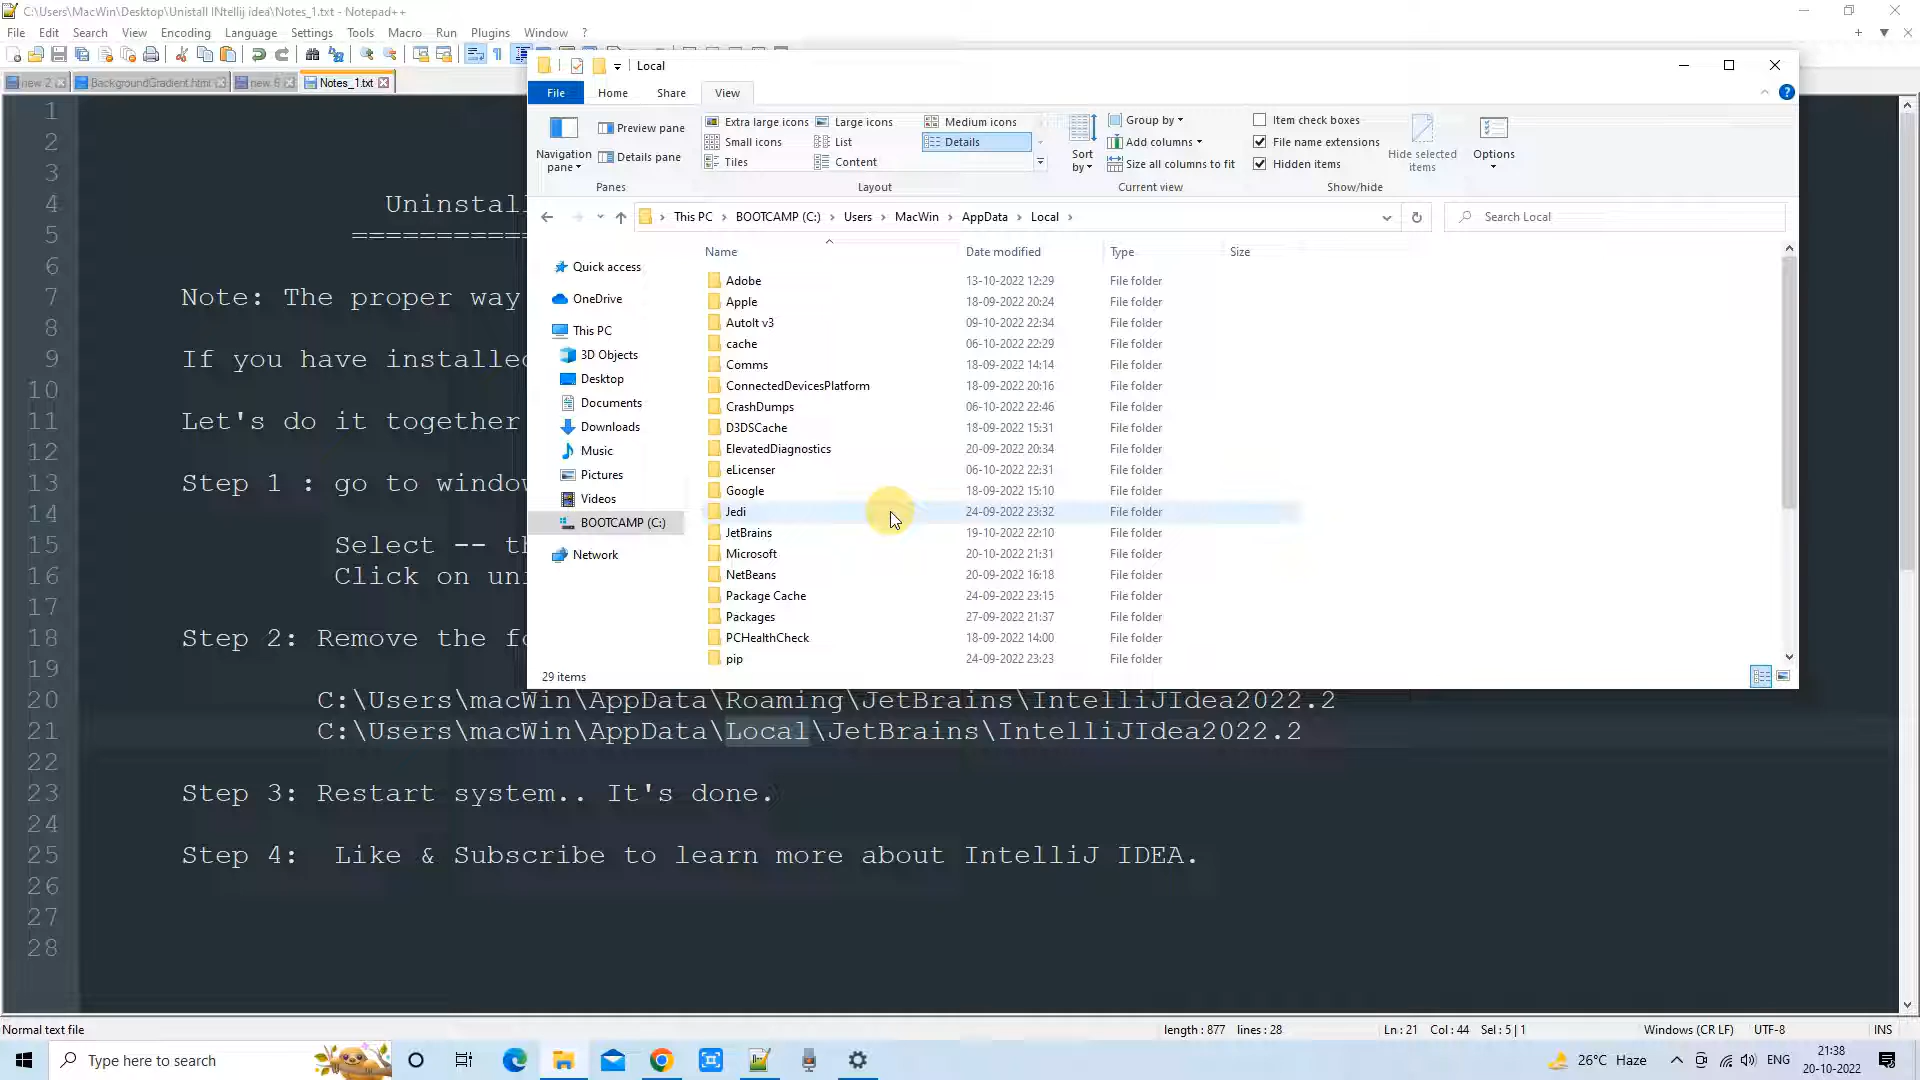 C:\Users\MacWin\Desktop\Unistall INtellij idea\Notes_1.txt - Notepad++
File Edit Search View Encoding Language Settings Tools Macro Run Plugins Window ?
new 2 BackgroundGradient.html new 6 Notes_1.txt
Local
File Home Share View
Navigation pane
Preview pane
Details pane
Panes
Extra large icons Large icons Medium icons
Small icons List Details
Tiles Content
Layout
Sort by
Group by
Add columns
Size all columns to fit
Current view
Item check boxes
File name extensions
Hidden items
Hide selected items
Show/hide
Options
This PC BOOTCAMP (C:) Users MacWin AppData Local
Search Local
Quick access
OneDrive
This PC
3D Objects
Desktop
Documents
Downloads
Music
Pictures
Videos
BOOTCAMP (C:)
Network
Name Date modified Type Size
Adobe 13-10-2022 12:29 File folder
Apple 18-09-2022 20:24 File folder
AutoIt v3 09-10-2022 22:34 File folder
cache 06-10-2022 22:29 File folder
Comms 18-09-2022 14:14 File folder
ConnectedDevicesPlatform 18-09-2022 20:16 File folder
CrashDumps 06-10-2022 22:46 File folder
D3DSCache 18-09-2022 15:31 File folder
ElevatedDiagnostics 20-09-2022 20:34 File folder
eLicenser 06-10-2022 22:31 File folder
Google 18-09-2022 15:10 File folder
Jedi 24-09-2022 23:32 File folder
JetBrains 19-10-2022 22:10 File folder
Microsoft 20-10-2022 21:31 File folder
NetBeans 20-09-2022 16:18 File folder
Package Cache 24-09-2022 23:15 File folder
Packages 27-09-2022 21:37 File folder
PCHealthCheck 18-09-2022 14:00 File folder
pip 24-09-2022 23:23 File folder
29 items
1
2
3
4 Uninstall
5 ===========
6
7 Note: The proper way
8
9 If you have installed
10
11 Let's do it together
12
13 Step 1 : go to window
14
15 Select -- th
16 Click on uni
17
18 Step 2: Remove the fo
19
20 C:\Users\macWin\AppData\Roaming\JetBrains\IntelliJIdea2022.2
21 C:\Users\macWin\AppData\Local\JetBrains\IntelliJIdea2022.2
22
23 Step 3: Restart system.. It's done.
24
25 Step 4: Like & Subscribe to learn more about IntelliJ IDEA.
26
27
28
Normal text file length : 877 lines : 28 Ln : 21 Col : 44 Sel : 5 | 1 Windows (CR LF) UTF-8 INS
Type here to search 26°C Haze ENG 21:38
20-10-2022